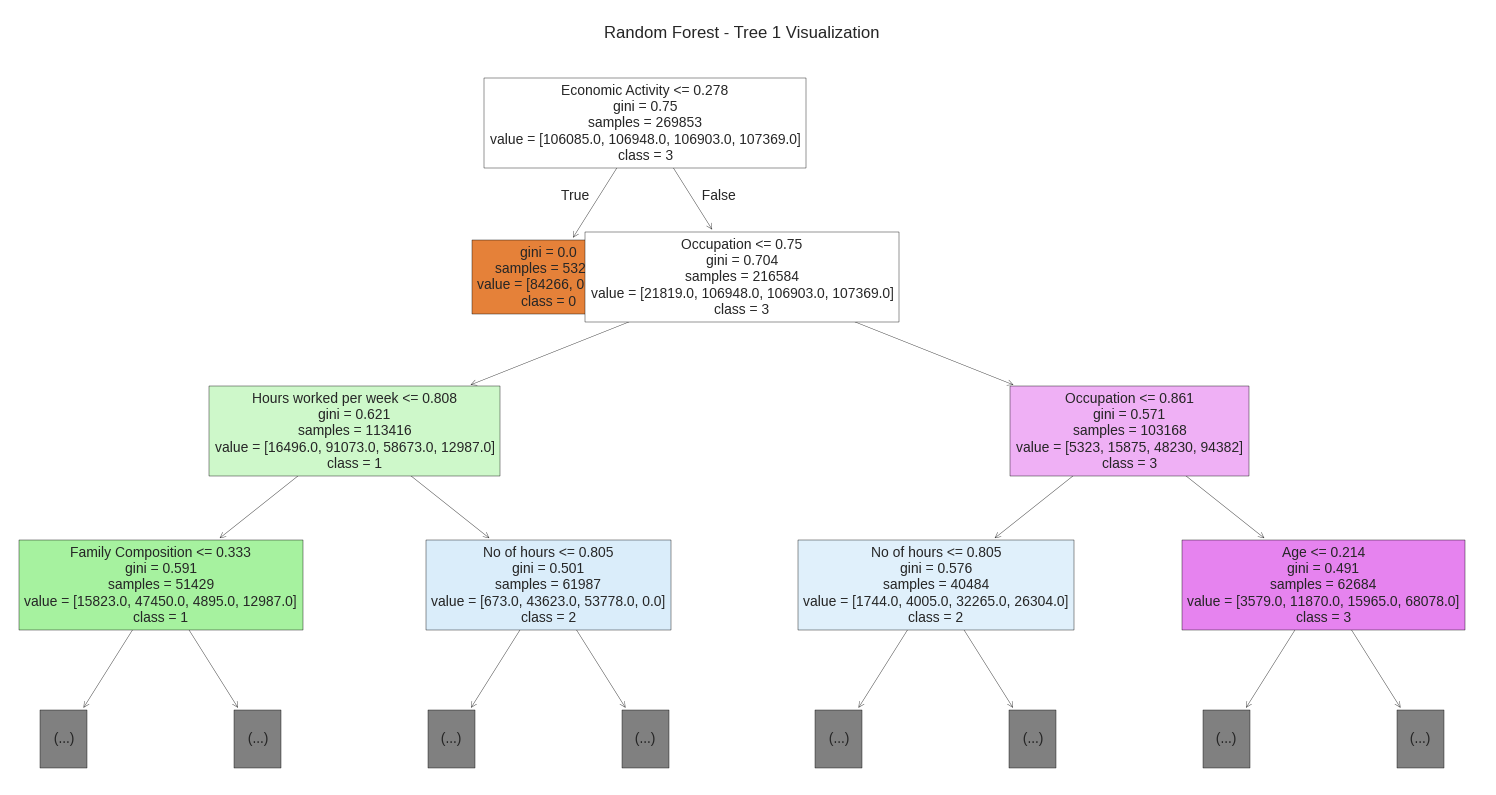 Random Forest - Tree 1 Visualization
Economic Activity <= 0.278
gini = 0.75
samples = 269853
value = [106085.0, 106948.0, 106903.0, 107369.0]
class = 3
True
False
gini = 0.0
samples = 532
value = [84266, 0
class = 0
Occupation <= 0.75
gini = 0.704
samples = 216584
value = [21819.0, 106948.0, 106903.0, 107369.0]
class = 3
Hours worked per week <= 0.808
gini = 0.621
samples = 113416
value = [16496.0, 91073.0, 58673.0, 12987.0]
class = 1
Occupation <= 0.861
gini = 0.571
samples = 103168
value = [5323, 15875, 48230, 94382]
class = 3
Family Composition <= 0.333
gini = 0.591
samples = 51429
value = [15823.0, 47450.0, 4895.0, 12987.0]
class = 1
No of hours <= 0.805
gini = 0.501
samples = 61987
value = [673.0, 43623.0, 53778.0, 0.0]
class = 2
No of hours <= 0.805
gini = 0.576
samples = 40484
value = [1744.0, 4005.0, 32265.0, 26304.0]
class = 2
Age <= 0.214
gini = 0.491
samples = 62684
value = [3579.0, 11870.0, 15965.0, 68078.0]
class = 3
(...)
(...)
(...)
(...)
(...)
(...)
(...)
(...)